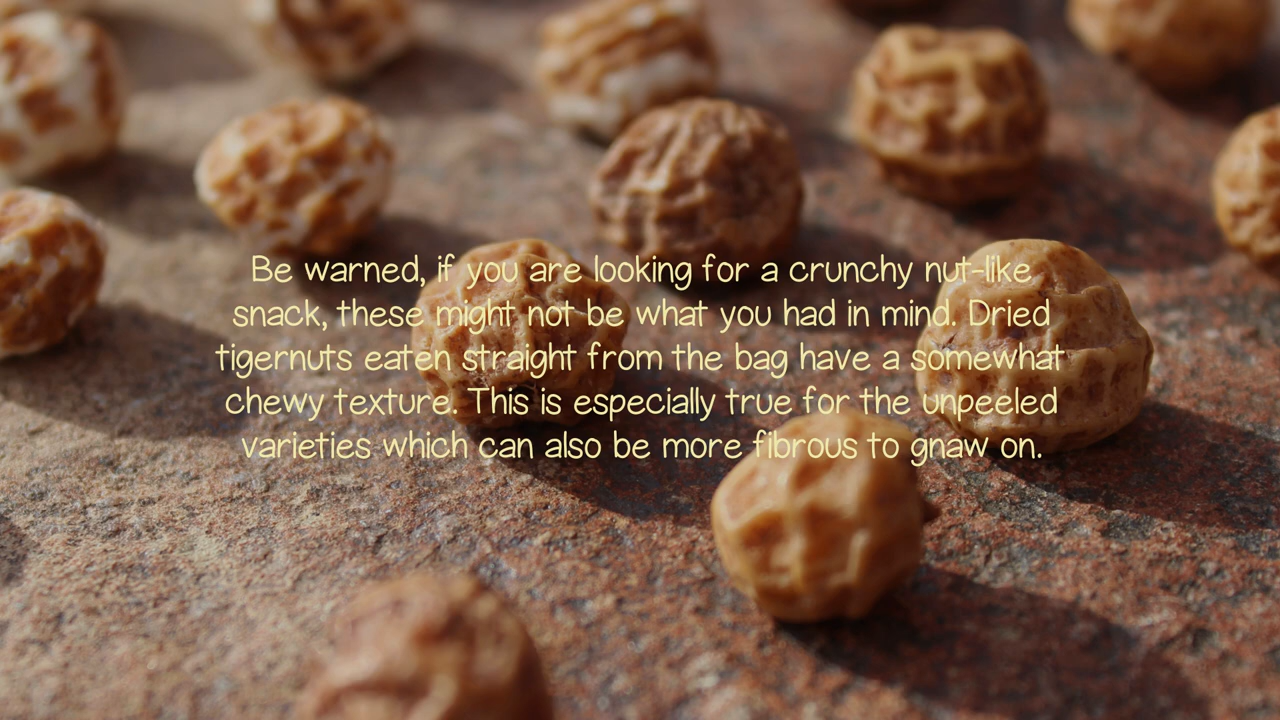 Be warned, if you are looking for a crunchy nut-like
snack, these might not be what you had in mind. Dried
tigernuts eaten straight from the bag have a somewhat
chewy texture. This is especially true for the unpeeled
varieties which can also be more fibrous to gnaw on.